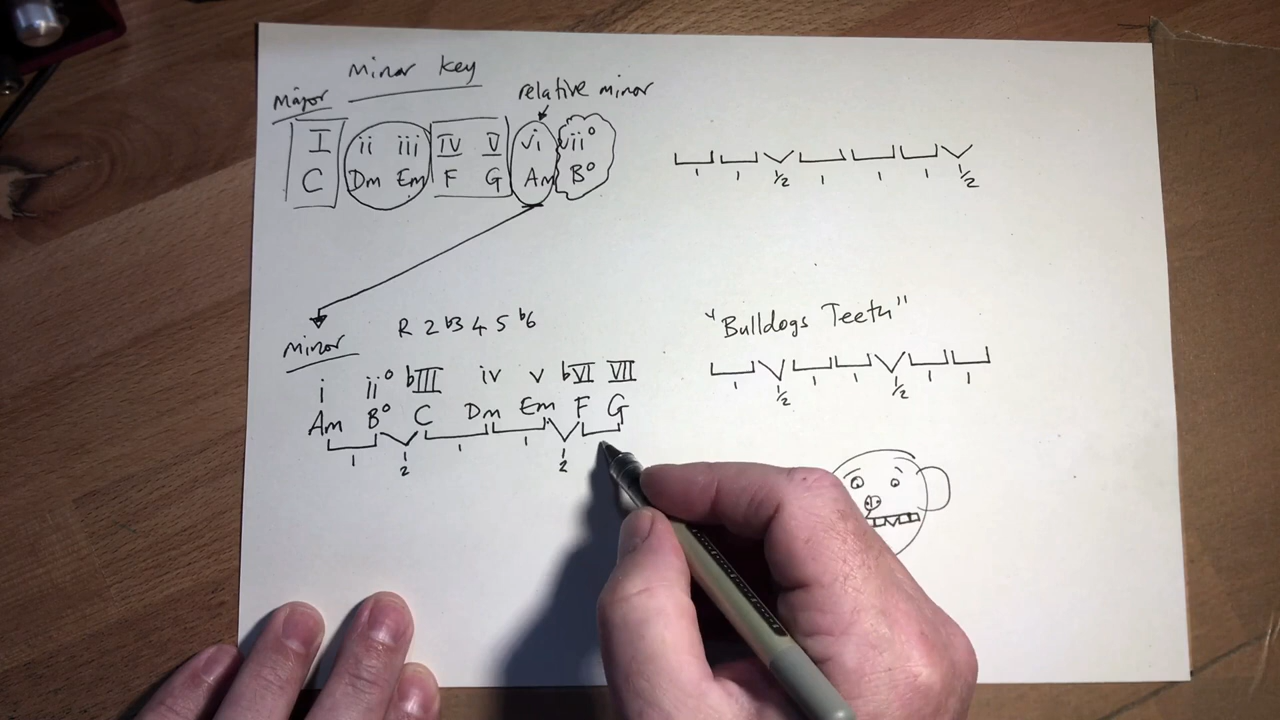 Minor Key
Major
relative minor
I ii iii IV V vi vii°
C Dm Em F G Am B°
1 1 1/2 1 1 1 1/2
R 2 b3 4 5 b6
minor
"Bulldogs Teeth"
i ii° bIII iv v bVI VII
Am B° C Dm Em F G
1 1/2 1 1 1/2
1 1/2 1 1 1/2 1 1